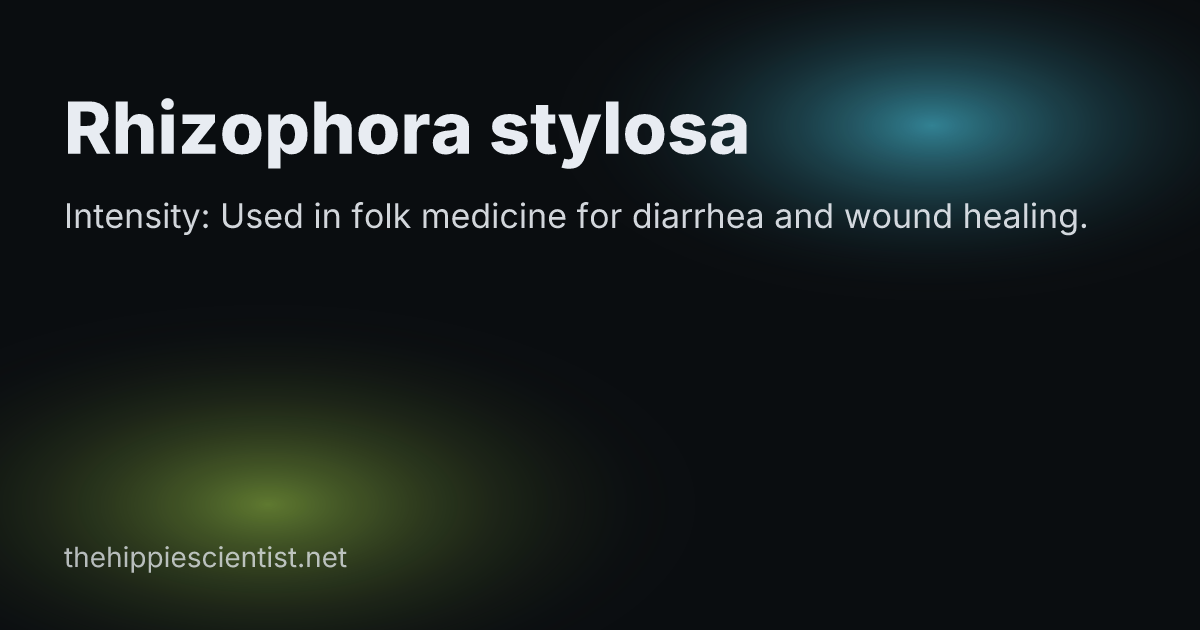 Rhizophora stylosa
Intensity: Used in folk medicine for diarrhea and wound healing.
thehippiescientist.net